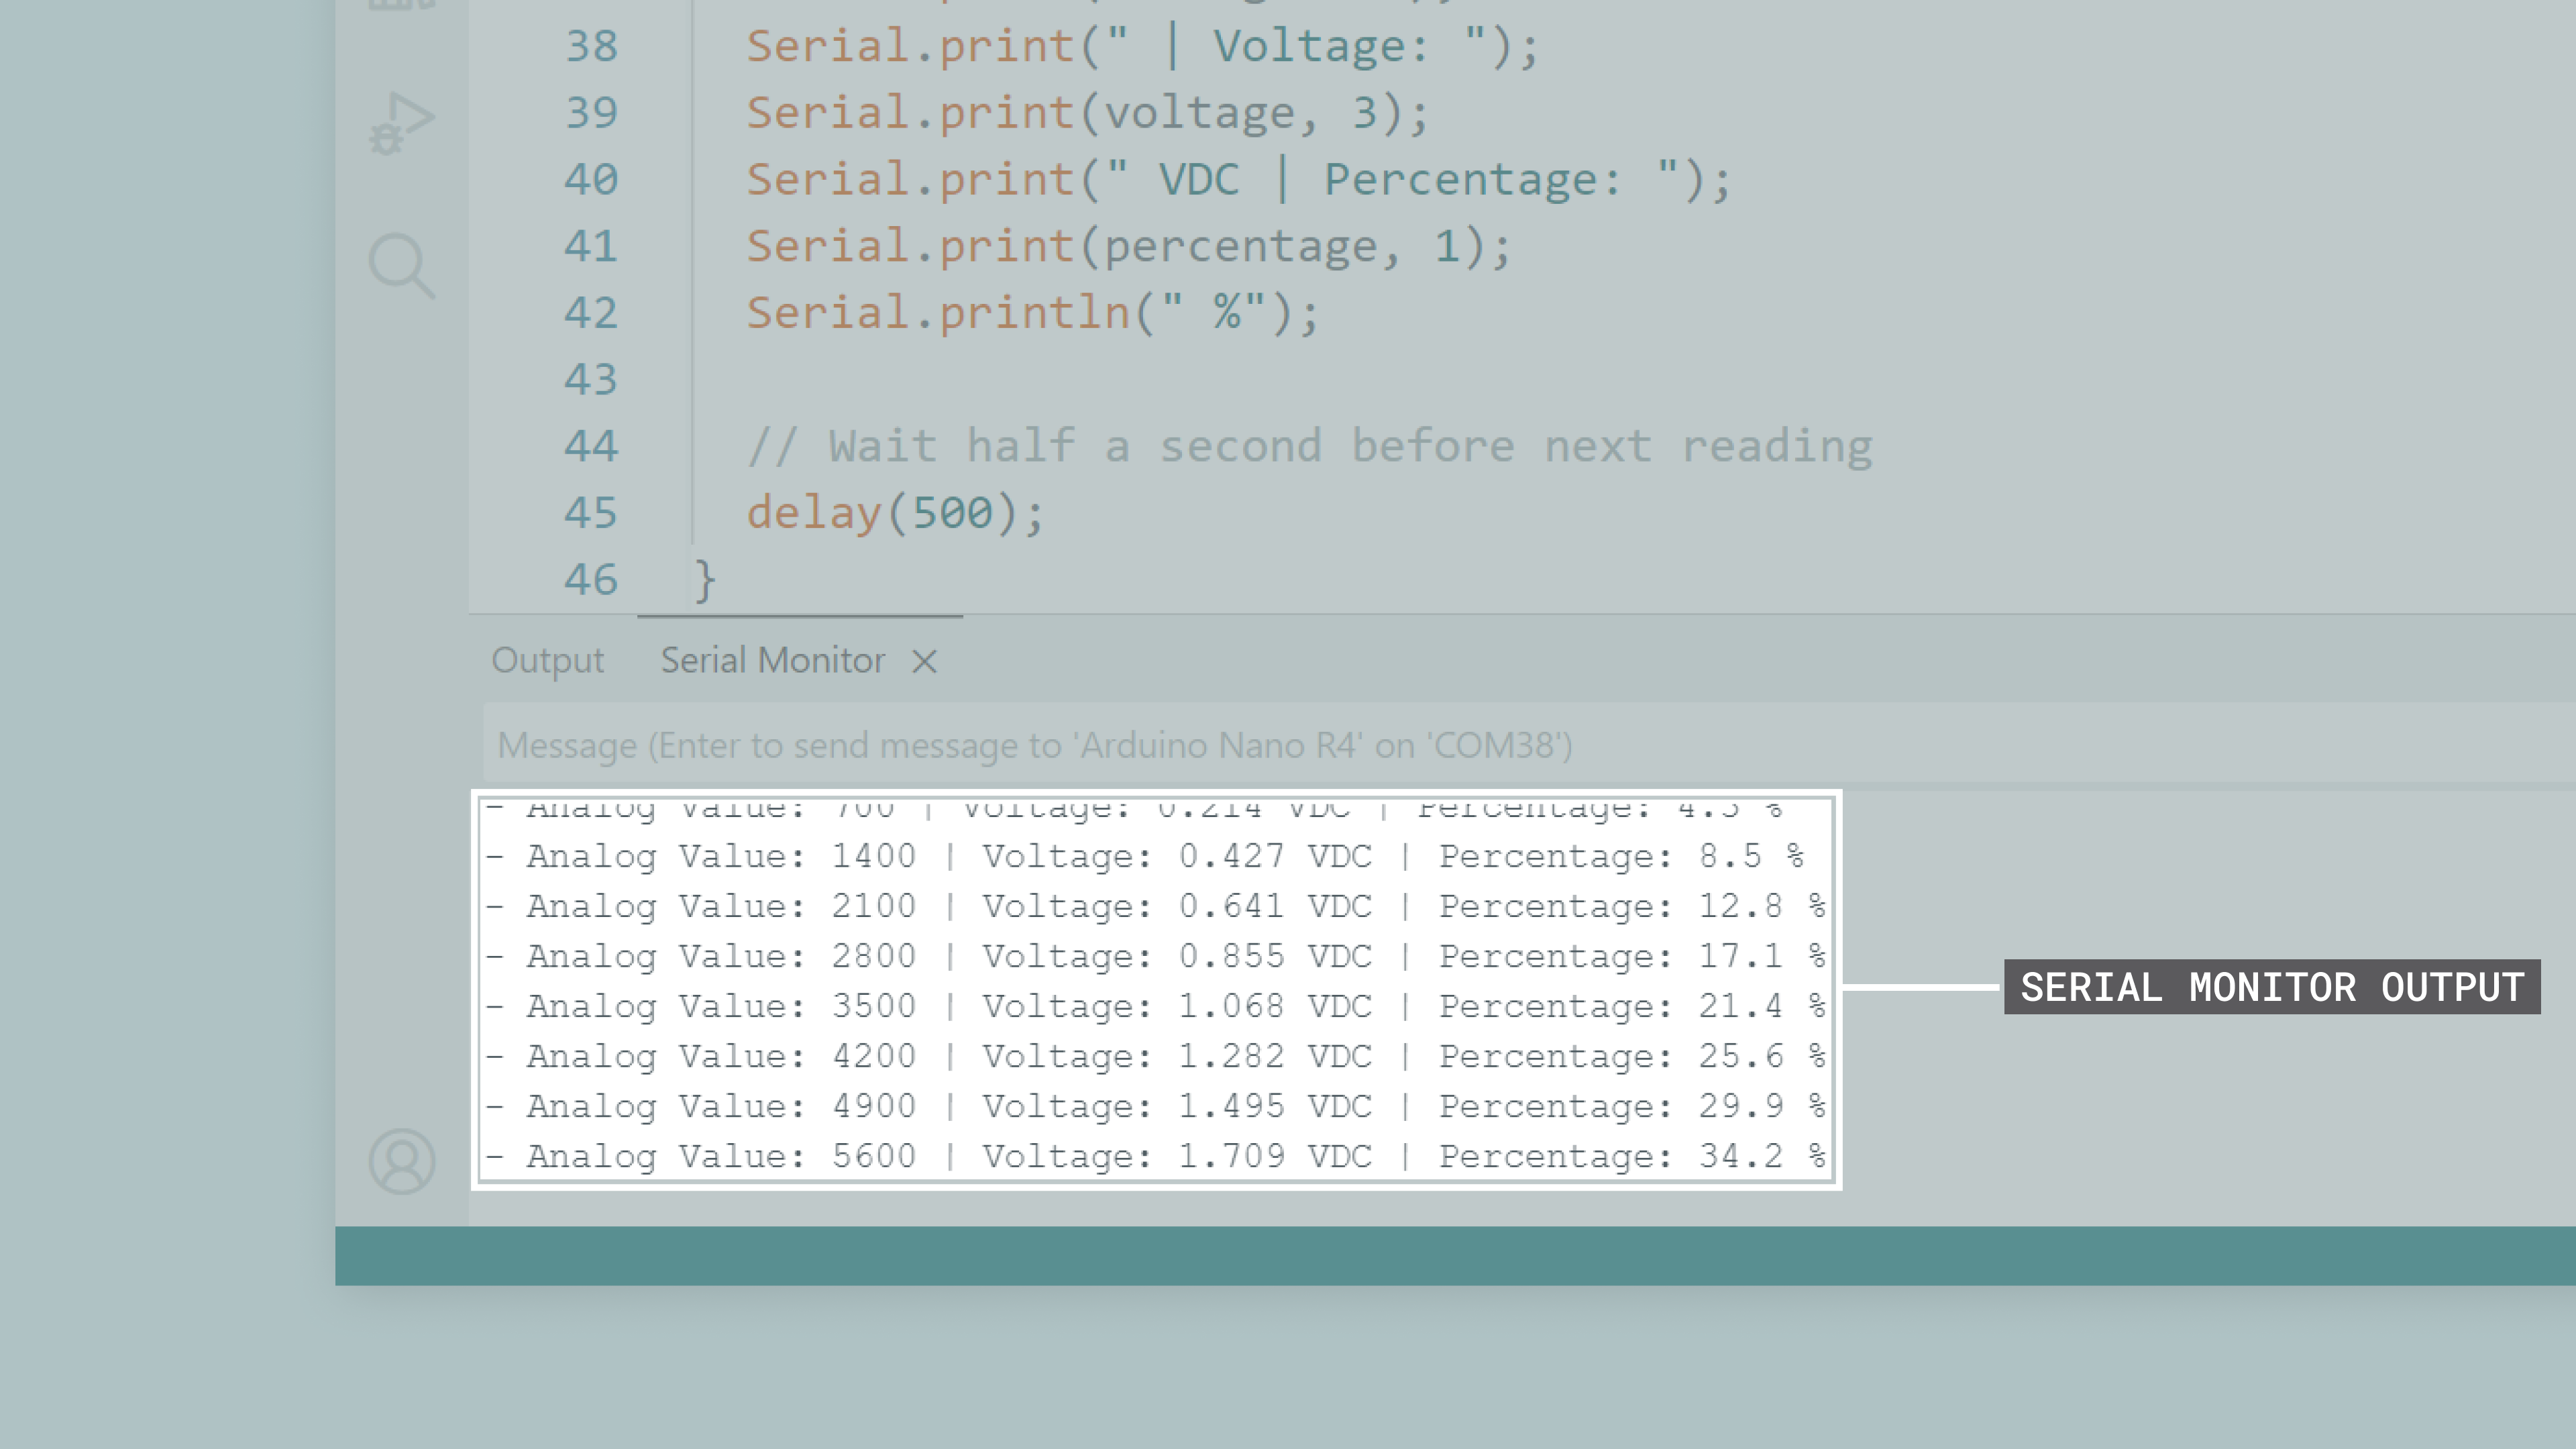 38 Serial.print(" | Voltage: ");
39 Serial.print(voltage, 3);
40 Serial.print(" VDC | Percentage: ");
41 Serial.print(percentage, 1);
42 Serial.println(" %");
43
44 // Wait half a second before next reading
45 delay(500);
46 }
Output Serial Monitor
Message (Enter to send message to 'Arduino Nano R4' on 'COM38')
- Analog Value: 700 | Voltage: 0.214 VDC | Percentage: 4.3 %
- Analog Value: 1400 | Voltage: 0.427 VDC | Percentage: 8.5 %
- Analog Value: 2100 | Voltage: 0.641 VDC | Percentage: 12.8 %
- Analog Value: 2800 | Voltage: 0.855 VDC | Percentage: 17.1 %
- Analog Value: 3500 | Voltage: 1.068 VDC | Percentage: 21.4 %
- Analog Value: 4200 | Voltage: 1.282 VDC | Percentage: 25.6 %
- Analog Value: 4900 | Voltage: 1.495 VDC | Percentage: 29.9 %
- Analog Value: 5600 | Voltage: 1.709 VDC | Percentage: 34.2 %
SERIAL MONITOR OUTPUT